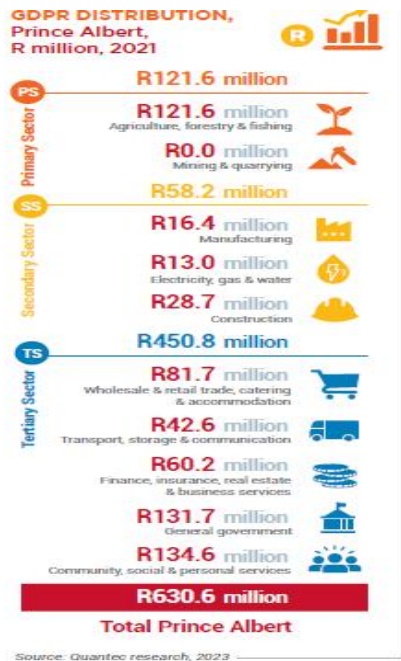 GDPR DISTRIBUTION,
Prince Albert,
R million, 2021
R
R121.6 million
PS
Primary Sector
R121.6 million
Agriculture, forestry & fishing
R0.0 million
Mining & quarrying
R58.2 million
SS
Secondary Sector
R16.4 million
Manufacturing
R13.0 million
Electricity, gas & water
R28.7 million
Construction
R450.8 million
TS
Tertiary Sector
R81.7 million
Wholesale & retail trade, catering
& accommodation
R42.6 million
Transport, storage & communication
R60.2 million
Finance, insurance, real estate
& business services
R131.7 million
General government
R134.6 million
Community, social & personal services
R630.6 million
Total Prince Albert
Source: Quantec research, 2023